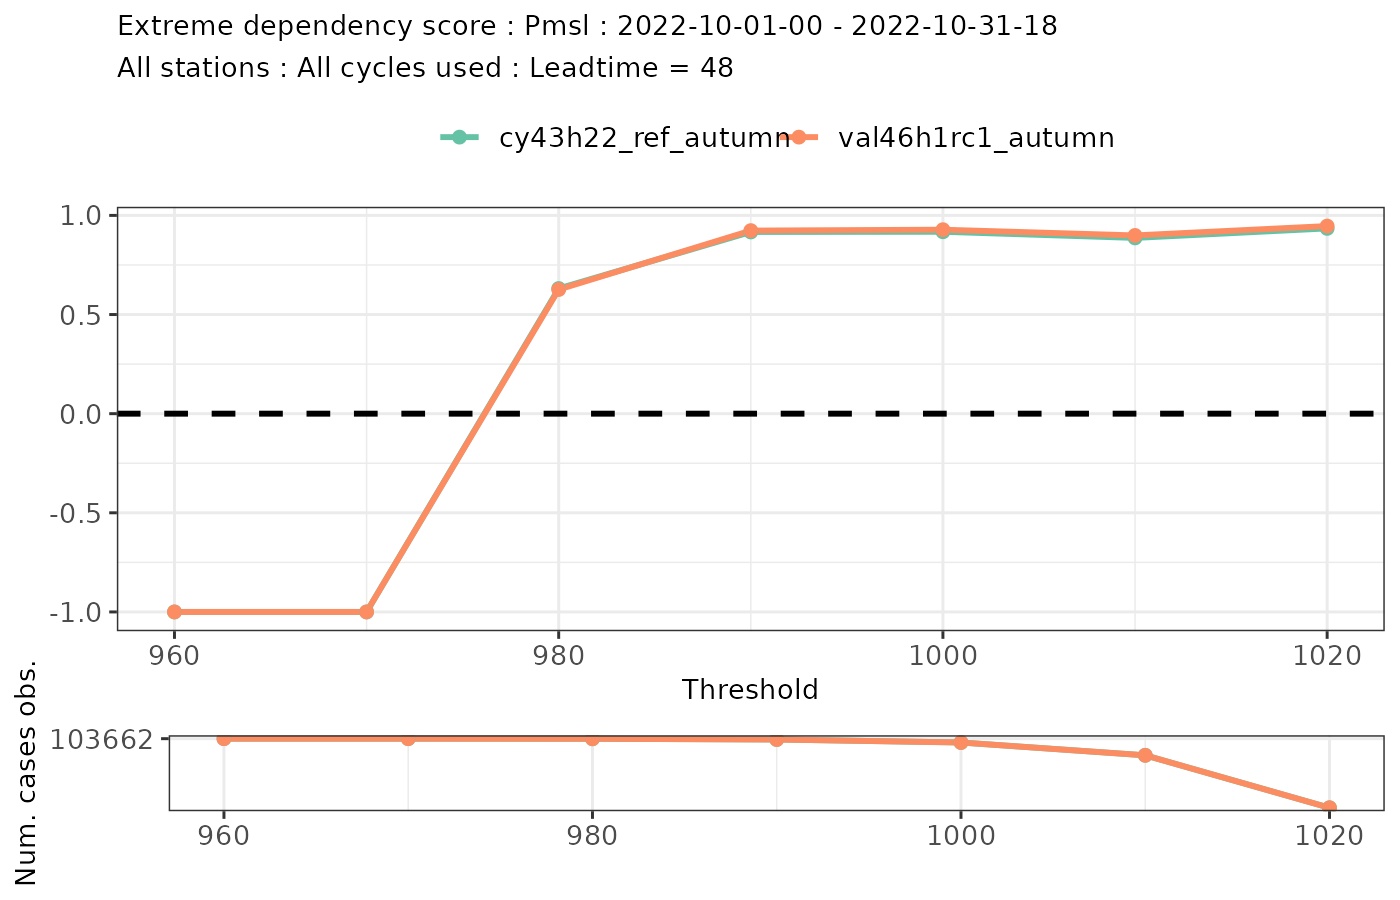 Extreme dependency score : Pmsl : 2022-10-01-00 - 2022-10-31-18
All stations : All cycles used : Leadtime = 48
cy43h22_ref_autumn val46h1rc1_autumn
1.0
0.5
0.0
-0.5
-1.0
960 980 1000 1020
Threshold
Num. cases obs.
103662
960 980 1000 1020